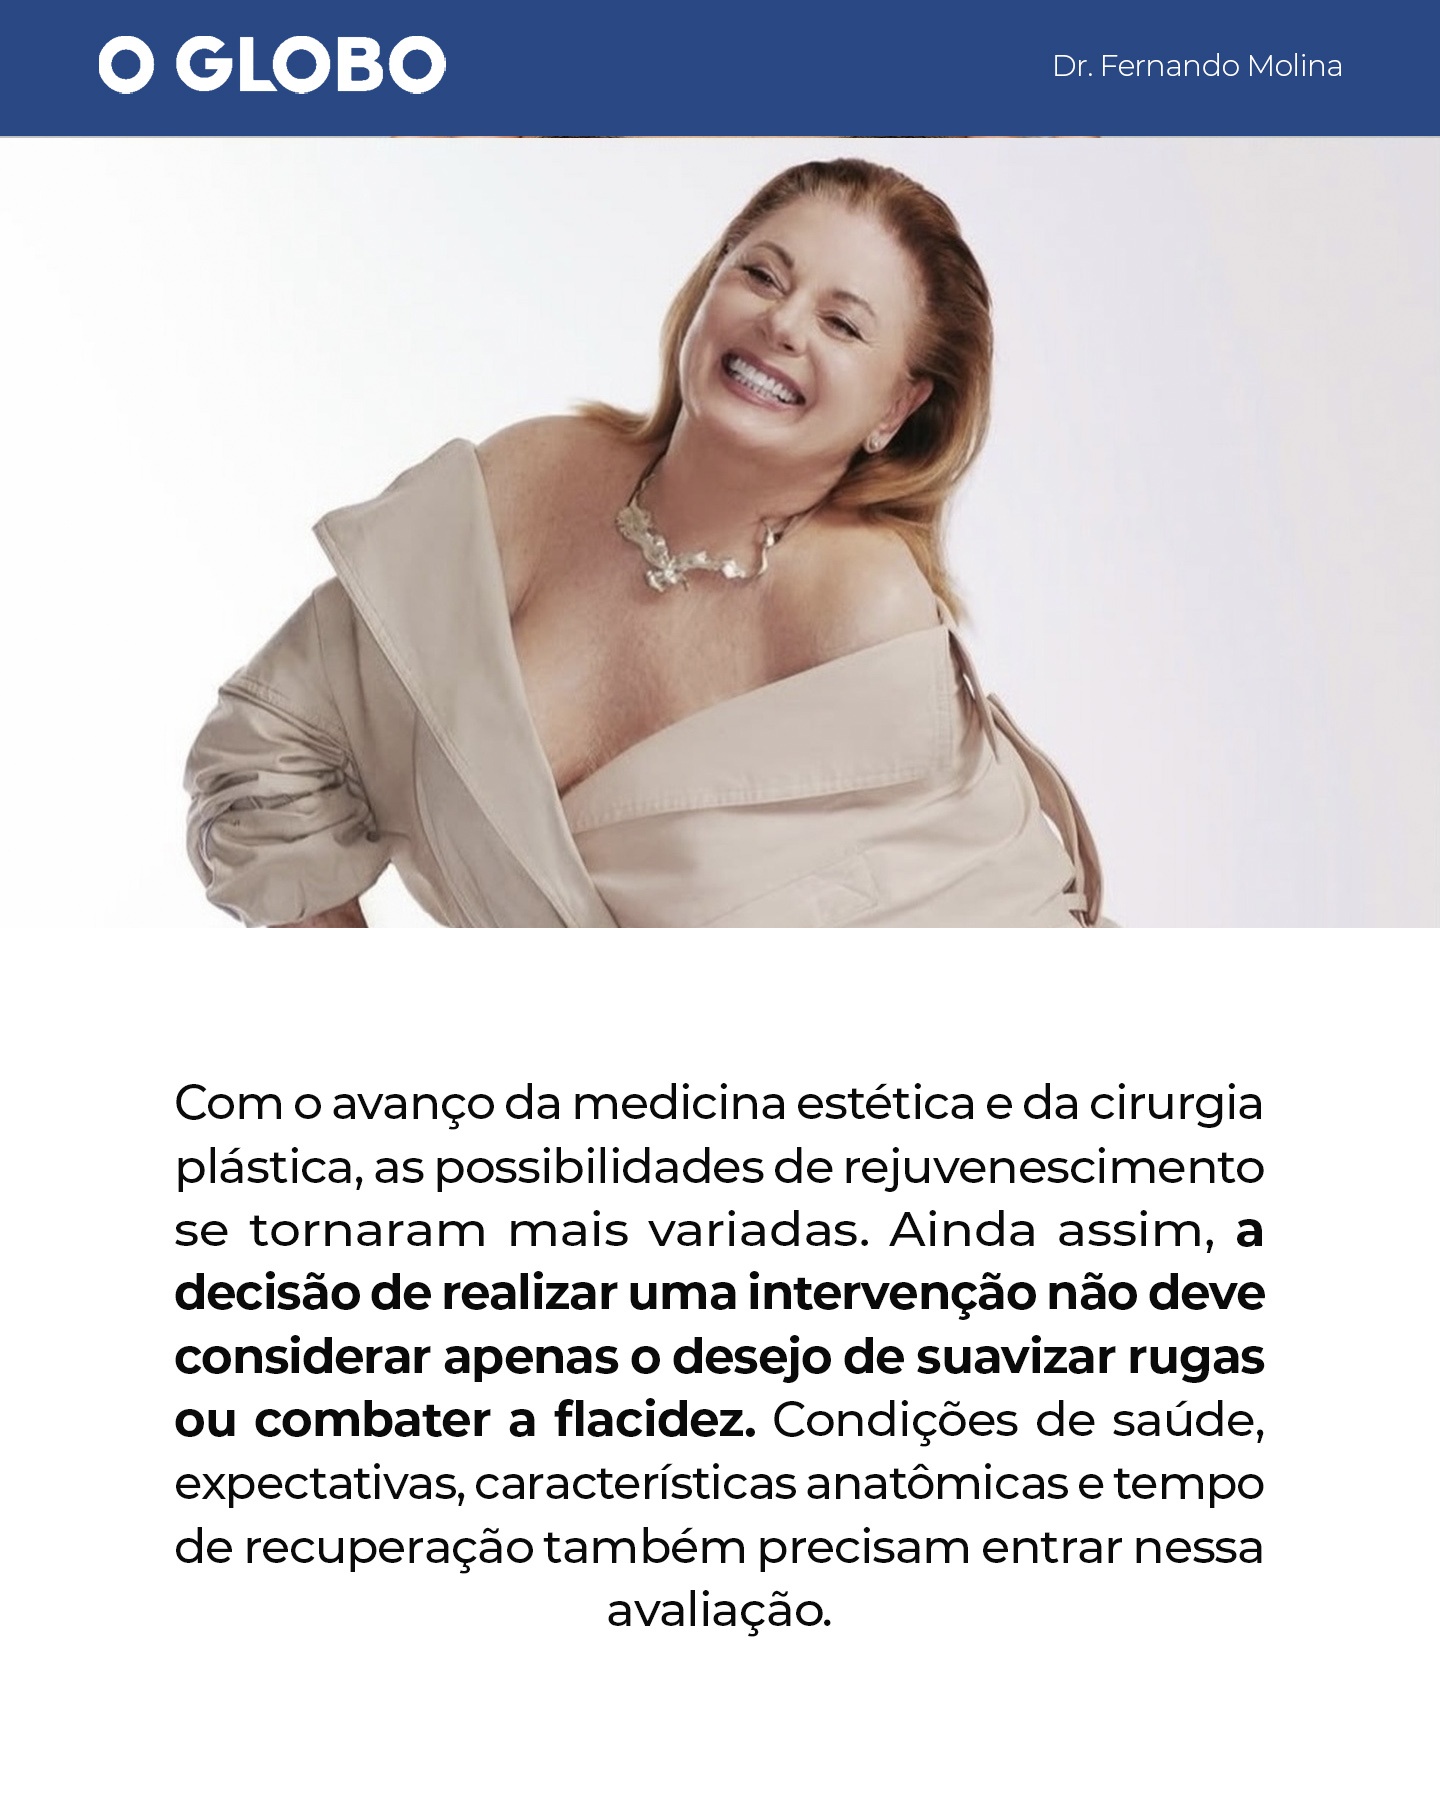 O GLOBO
Dr. Fernando Molina
Com o avanço da medicina estética e da cirurgia
plástica, as possibilidades de rejuvenescimento
se tornaram mais variadas. Ainda assim, a
decisão de realizar uma intervenção não deve
considerar apenas o desejo de suavizar rugas
ou combater a flacidez. Condições de saúde,
expectativas, características anatômicas e tempo
de recuperação também precisam entrar nessa
avaliação.